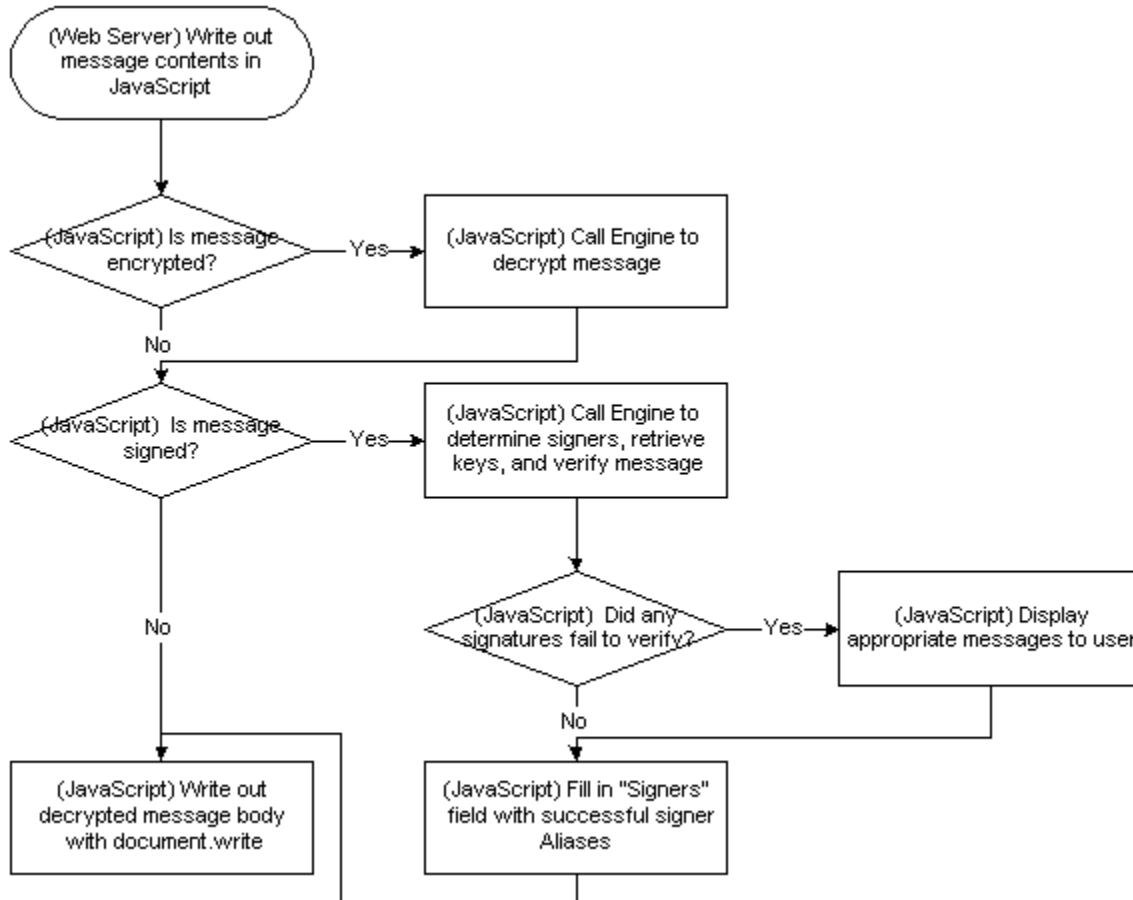 (Web Server) Write out
message contents in
JavaScript
(JavaScript) Is message
encrypted?
Yes
(JavaScript) Call Engine to
decrypt message
No
(JavaScript) Is message
signed?
Yes
(JavaScript) Call Engine to
determine signers, retrieve
keys, and verify message
No
(JavaScript) Did any
signatures fail to verify?
Yes
(JavaScript) Display
appropriate messages to user
No
(JavaScript) Write out
decrypted message body
with document.write
(JavaScript) Fill in "Signers"
field with successful signer
Aliases